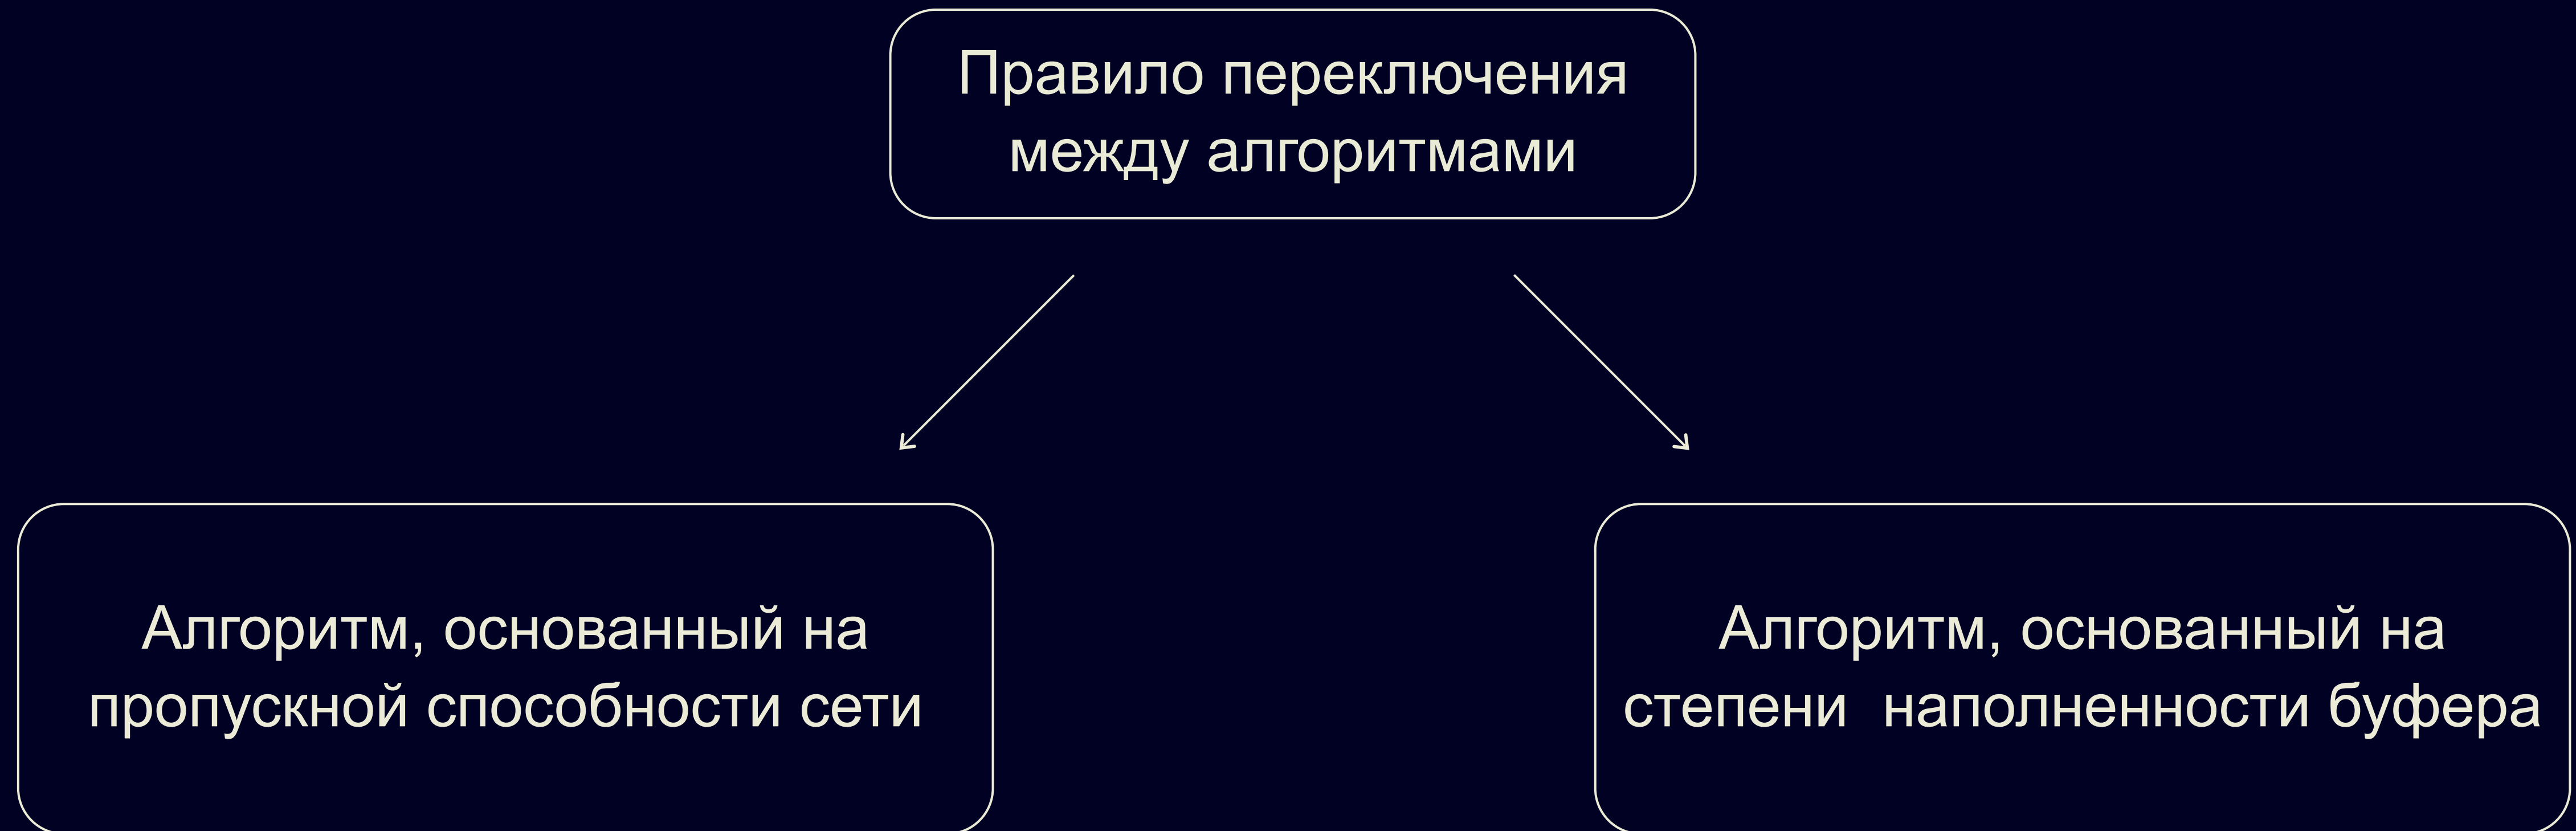 Правило переключения
между алгоритмами
Алгоритм, основанный на
пропускной способности сети
Алгоритм, основанный на
степени  наполненности буфера